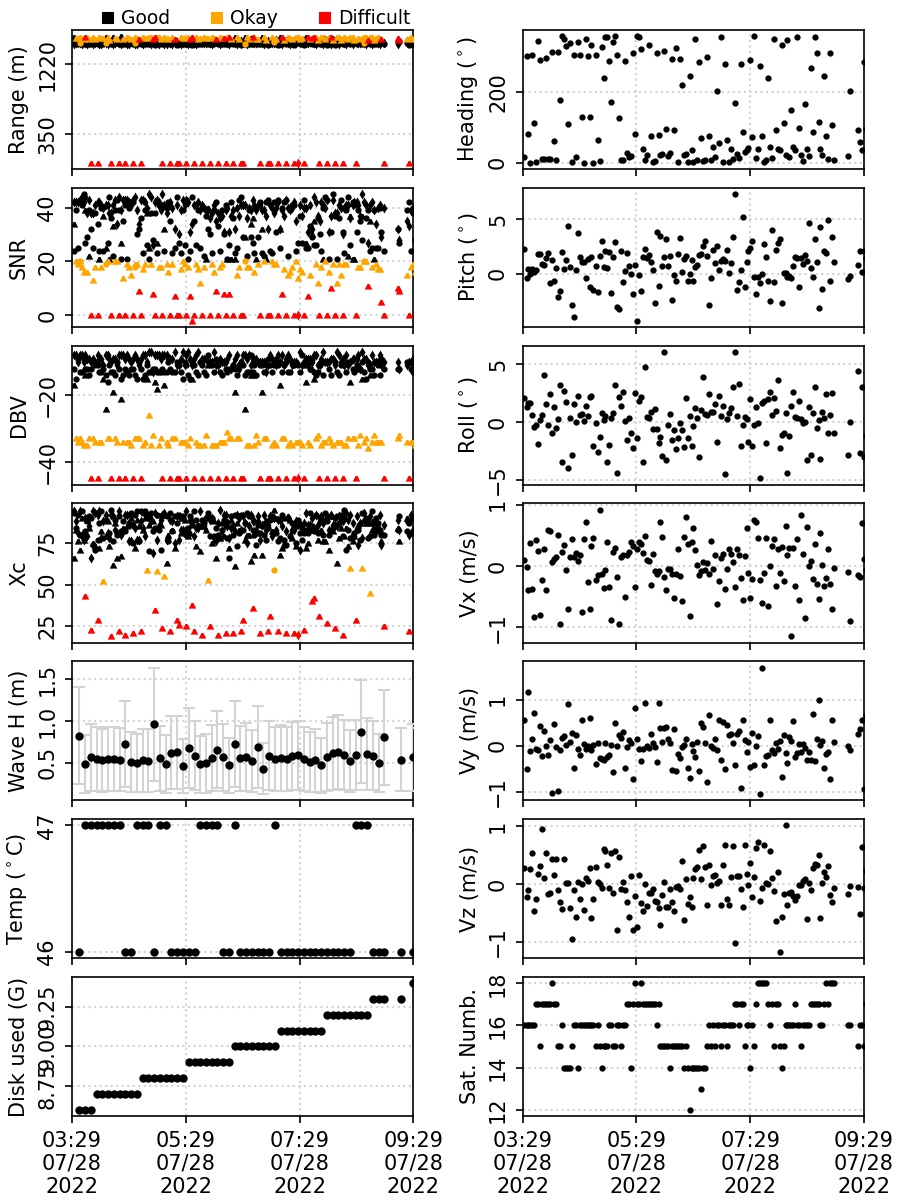 Good Okay Difficult
Range (m)
1220
350
Heading (°)
200
0
SNR
40
20
0
Pitch (°)
5
0
DBV
−20
−40
Roll (°)
5
0
−5
Xc
75
50
25
Vx (m/s)
1
0
−1
Wave H (m)
1.5
1.0
0.5
Vy (m/s)
1
0
−1
Temp (°C)
47
46
Vz (m/s)
1
0
−1
Disk used (G)
9.25
9.00
8.75
Sat. Numb.
18
16
14
12
03:29 05:29 07:29 09:29 03:29 05:29 07:29 09:29
07/28 07/28 07/28 07/28 07/28 07/28 07/28 07/28
2022 2022 2022 2022 2022 2022 2022 2022